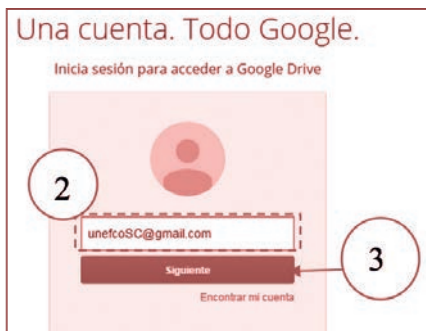 Una cuenta. Todo Google.
Inicia sesión para acceder a Google Drive
2
unefcoSC@gmail.com
Siguiente
3
Encontrar mi cuenta